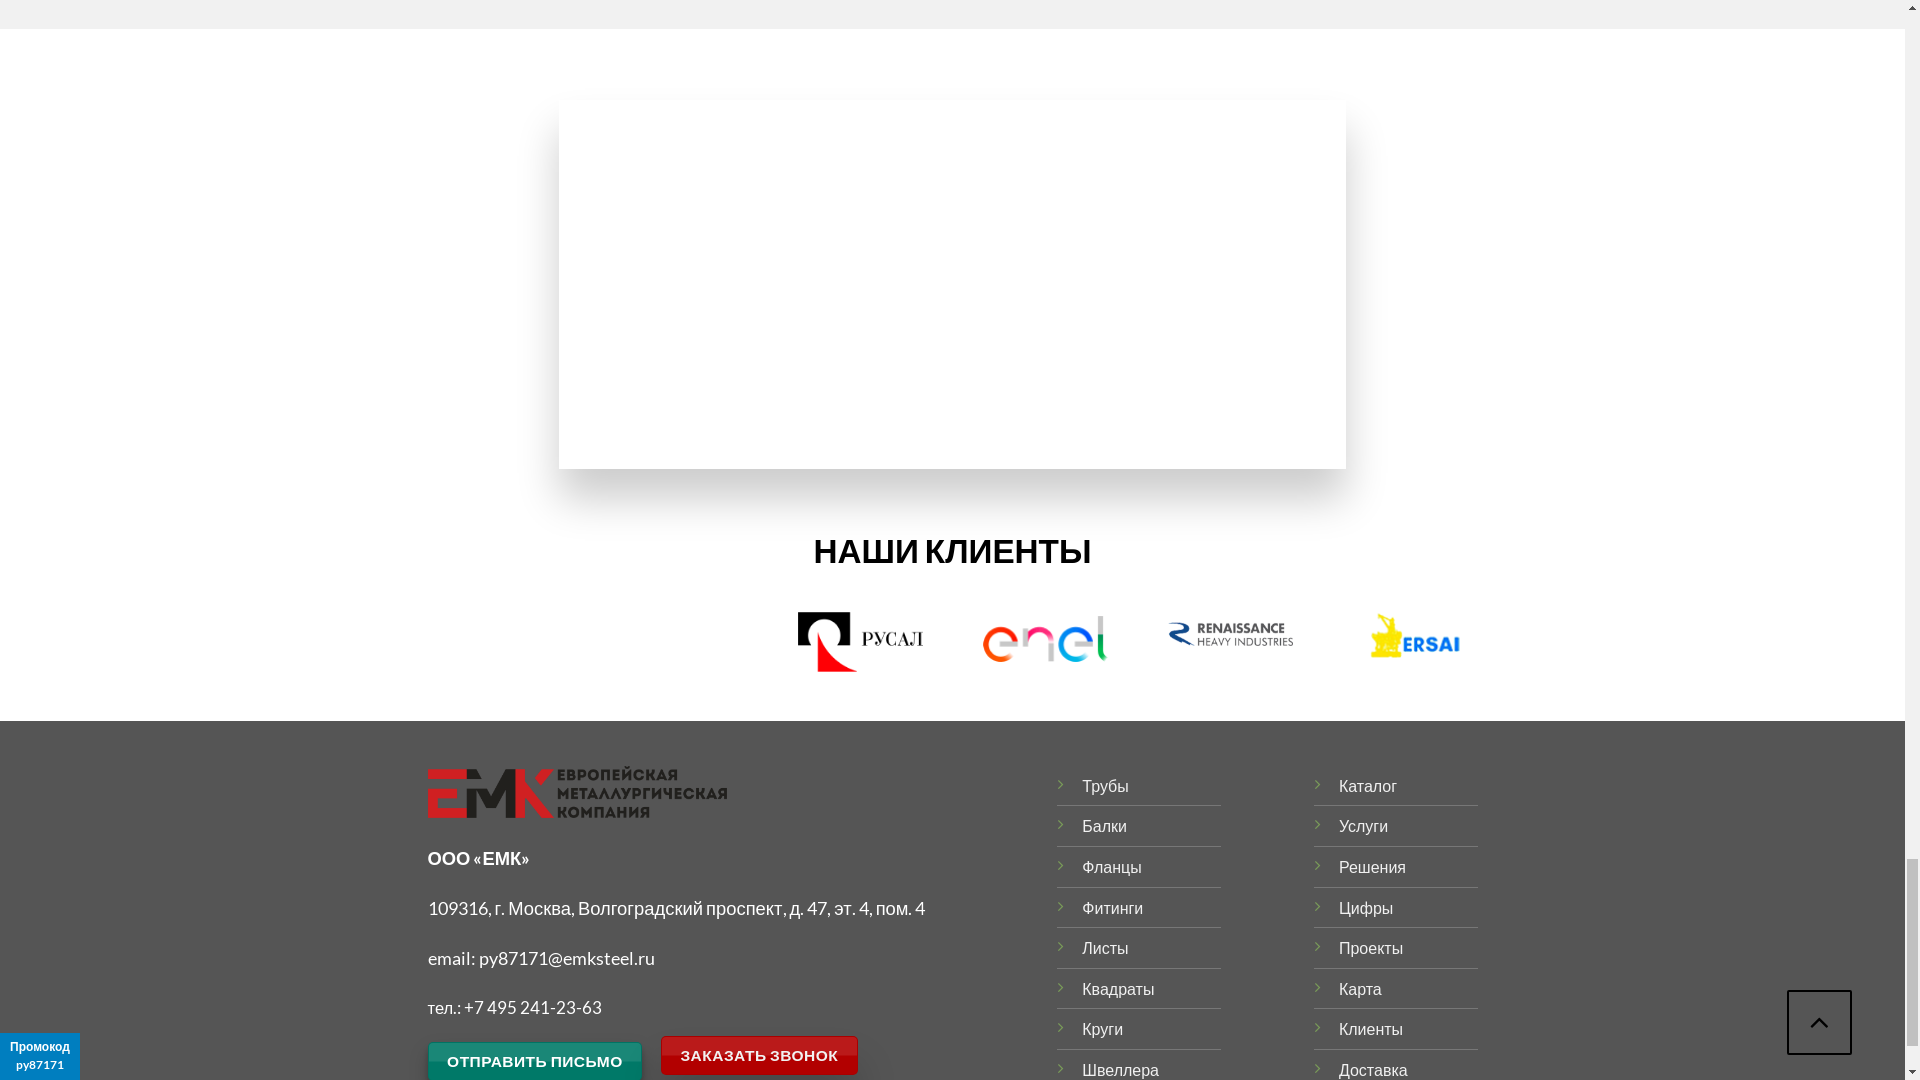 НАШИ КЛИЕНТЫ
РУСАЛ
enel
RENAISSANCE
HEAVY INDUSTRIES
ERSAI
ЕМК ЕВРОПЕЙСКАЯ
МЕТАЛЛУРГИЧЕСКАЯ
КОМПАНИЯ
ООО «ЕМК»
109316, г. Москва, Волгоградский проспект, д. 47, эт. 4, пом. 4
email: py87171@emksteel.ru
тел.: +7 495 241-23-63
ОТПРАВИТЬ ПИСЬМО
ЗАКАЗАТЬ ЗВОНОК
Трубы
Балки
Фланцы
Фитинги
Листы
Квадраты
Круги
Швеллера
Каталог
Услуги
Решения
Цифры
Проекты
Карта
Клиенты
Доставка
Промокод
py87171